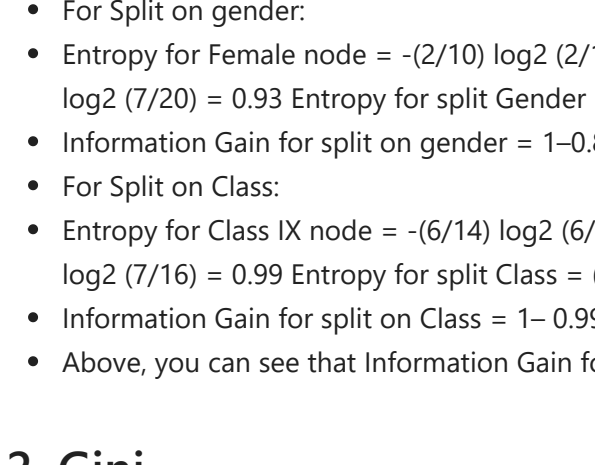 • For Split on gender:
• Entropy for Female node = -(2/10) log2 (2/1
log2 (7/20) = 0.93 Entropy for split Gender
• Information Gain for split on gender = 1–0.8
• For Split on Class:
• Entropy for Class IX node = -(6/14) log2 (6/
log2 (7/16) = 0.99 Entropy for split Class = (
• Information Gain for split on Class = 1– 0.99
• Above, you can see that Information Gain fo
2. Gini